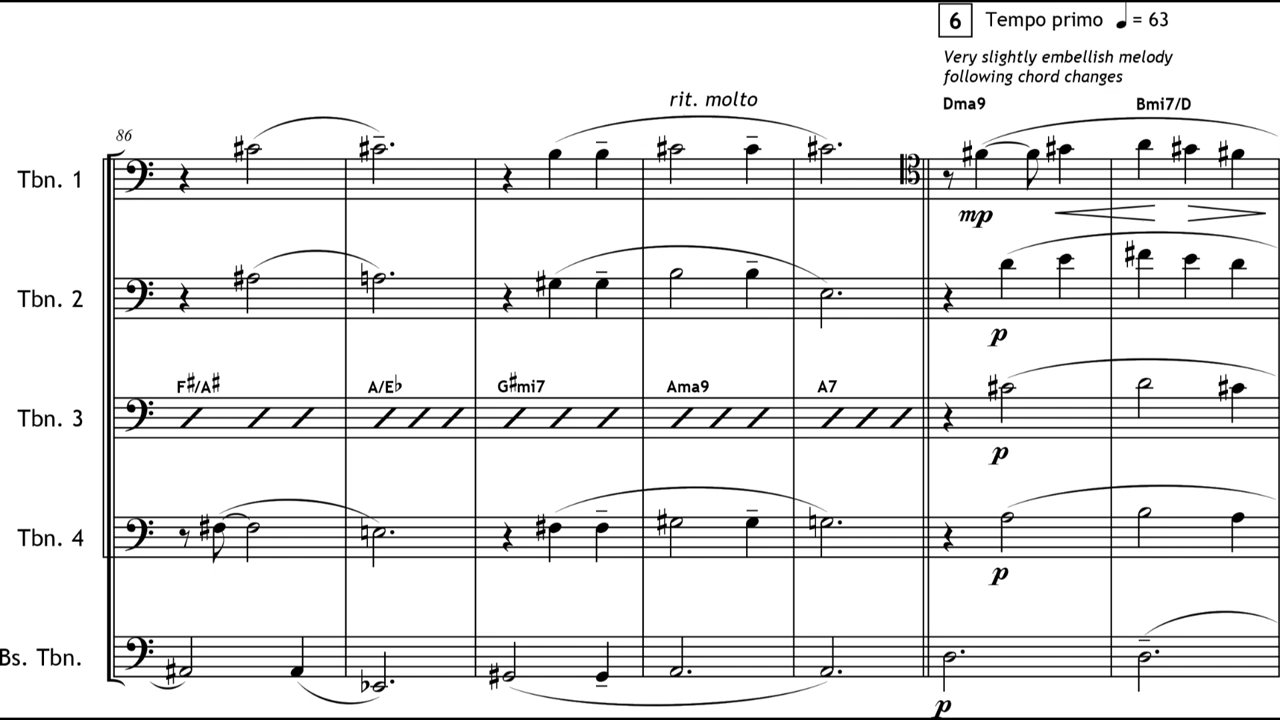 6 Tempo primo ♩ = 63
Very slightly embellish melody
following chord changes
rit. molto
Dma9 Bmi7/D
86
Tbn. 1
mp
Tbn. 2
p
F♯/A♯ A/E♭ G♯mi7 Ama9 A7
Tbn. 3
p
Tbn. 4
p
Bs. Tbn.
p